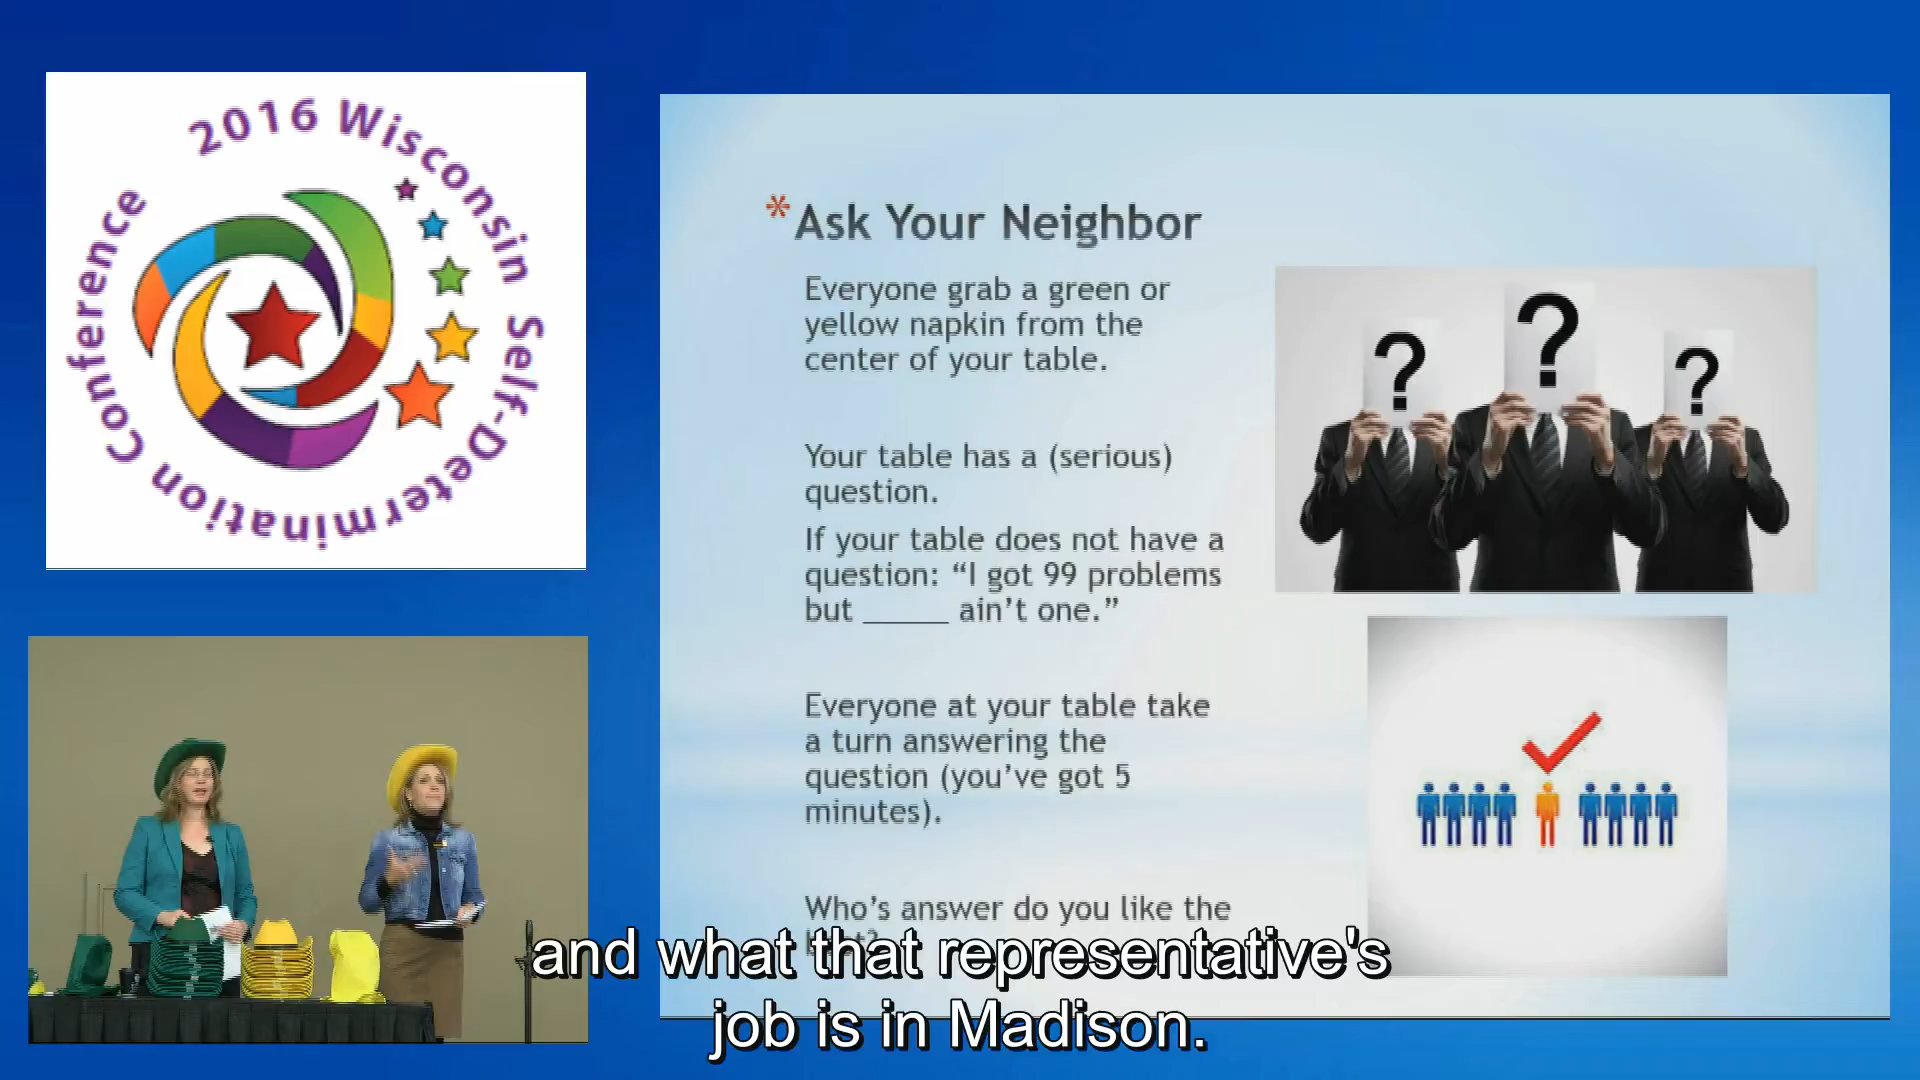 2016 Wisconsin Self-Determination Conference
*Ask Your Neighbor
Everyone grab a green or
yellow napkin from the
center of your table.
Your table has a (serious)
question.
If your table does not have a
question: “I got 99 problems
but _____ ain’t one.”
Everyone at your table take
a turn answering the
question (you’ve got 5
minutes).
Who’s answer do you like the
? ? ?
and what that representative's
job is in Madison.